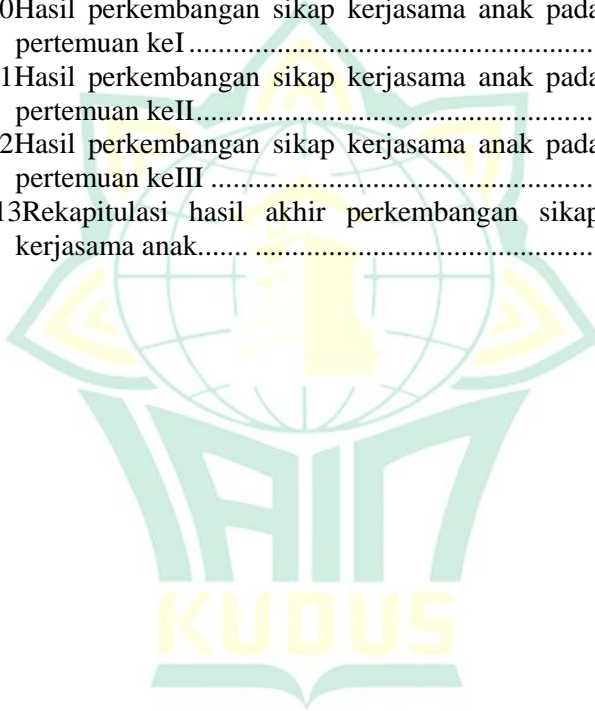 0Hasil perkembangan sikap kerjasama anak pada
pertemuan keI.......................................................
1Hasil perkembangan sikap kerjasama anak pada
pertemuan keII......................................................
2Hasil perkembangan sikap kerjasama anak pada
pertemuan keIII ....................................................
13Rekapitulasi hasil akhir perkembangan sikap
kerjasama anak....... ..............................................
IAIN
KUDUS